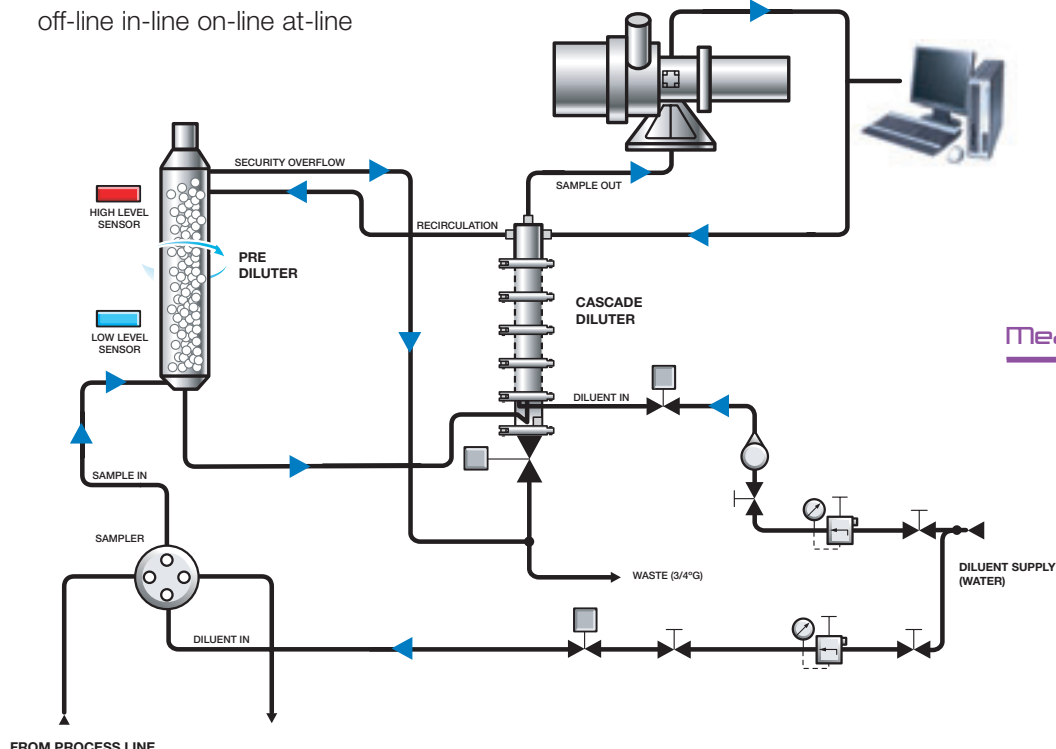 off-line in-line on-line at-line
SECURITY OVERFLOW
SAMPLE OUT
HIGH LEVEL
SENSOR
RECIRCULATION
PRE
DILUTER
CASCADE
DILUTER
LOW LEVEL
SENSOR
DILUENT IN
SAMPLE IN
SAMPLER
DILUENT SUPPLY
(WATER)
WASTE (3/4ºG)
DILUENT IN
FROM PROCESS LINE